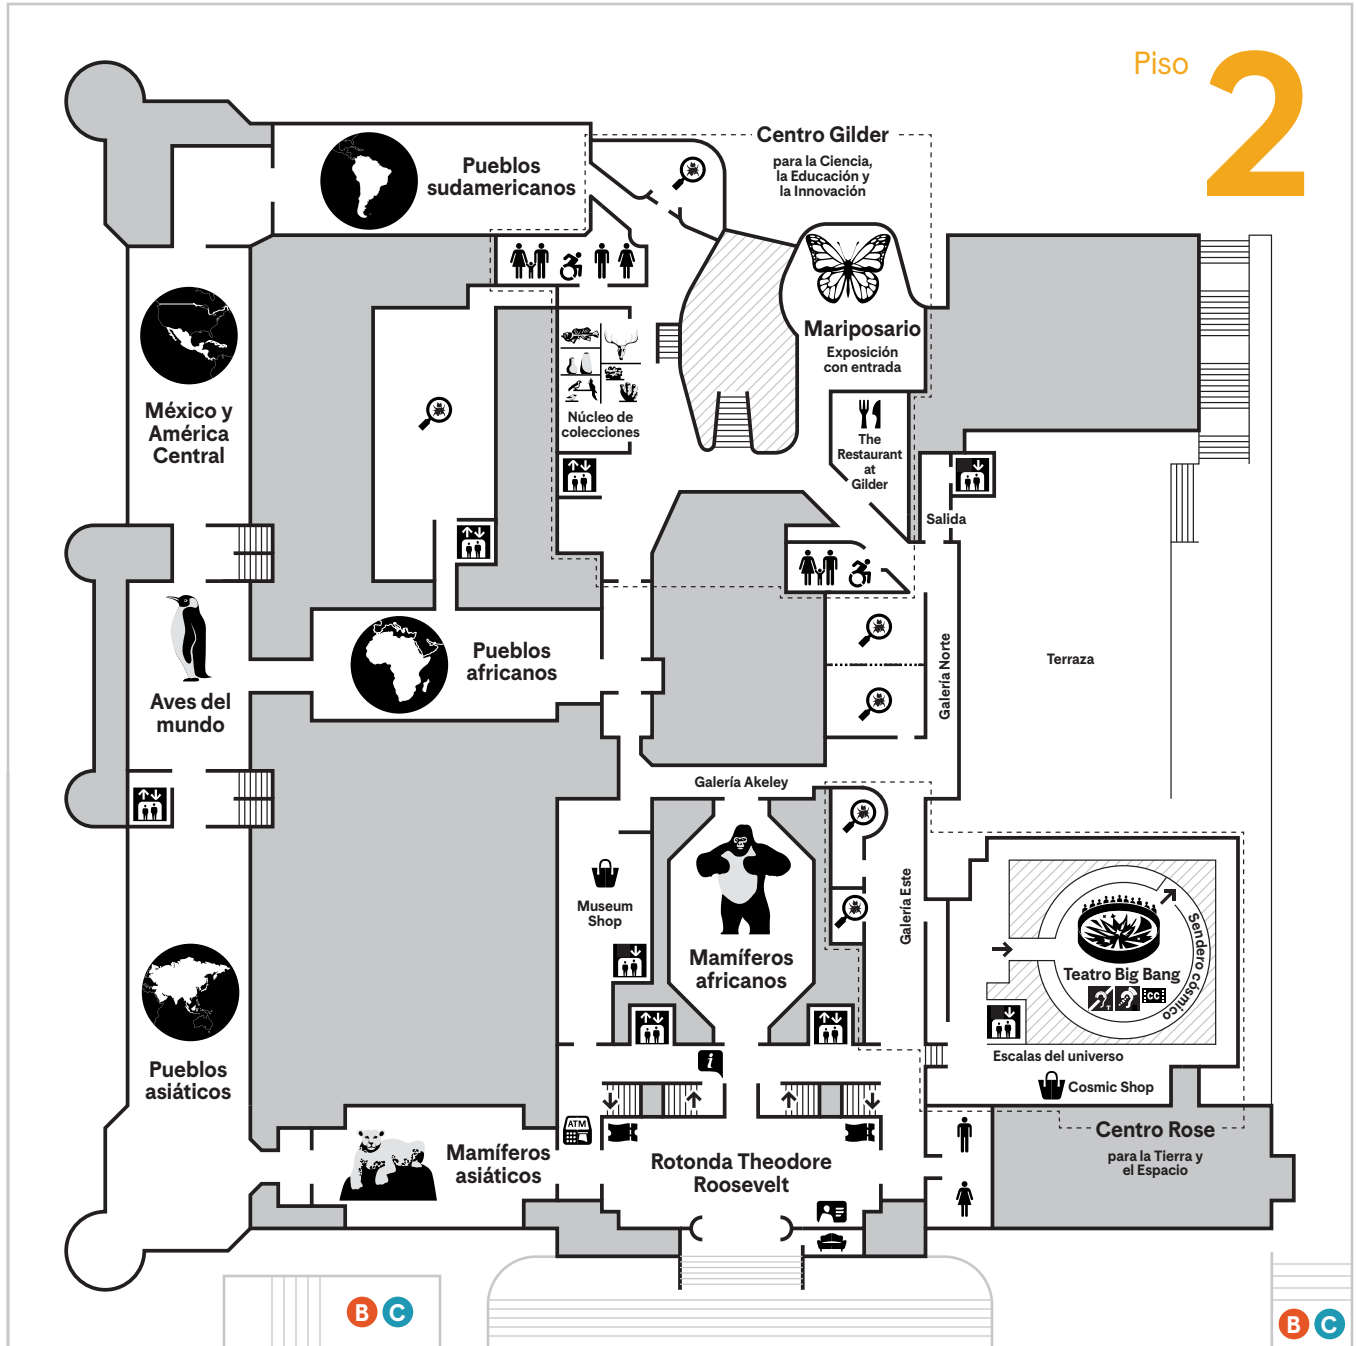 Piso
2
Centro Gilder
para la Ciencia,
la Educación y
la Innovación
Pueblos
sudamericanos
Mariposario
Exposición
con entrada
México y
América
Central
Núcleo de
colecciones
The
Restaurant
at
Gilder
Salida
Pueblos
africanos
Galería Norte
Terraza
Aves del
mundo
Galería Akeley
Museum
Shop
Galería Este
Mamíferos
africanos
Teatro Big Bang
T
CC
Sendero cósmico
i
Escalas del universo
Cosmic Shop
Pueblos
asiáticos
ATM
Mamíferos
asiáticos
Rotonda Theodore
Roosevelt
Centro Rose
para la Tierra y
el Espacio
B C
B C